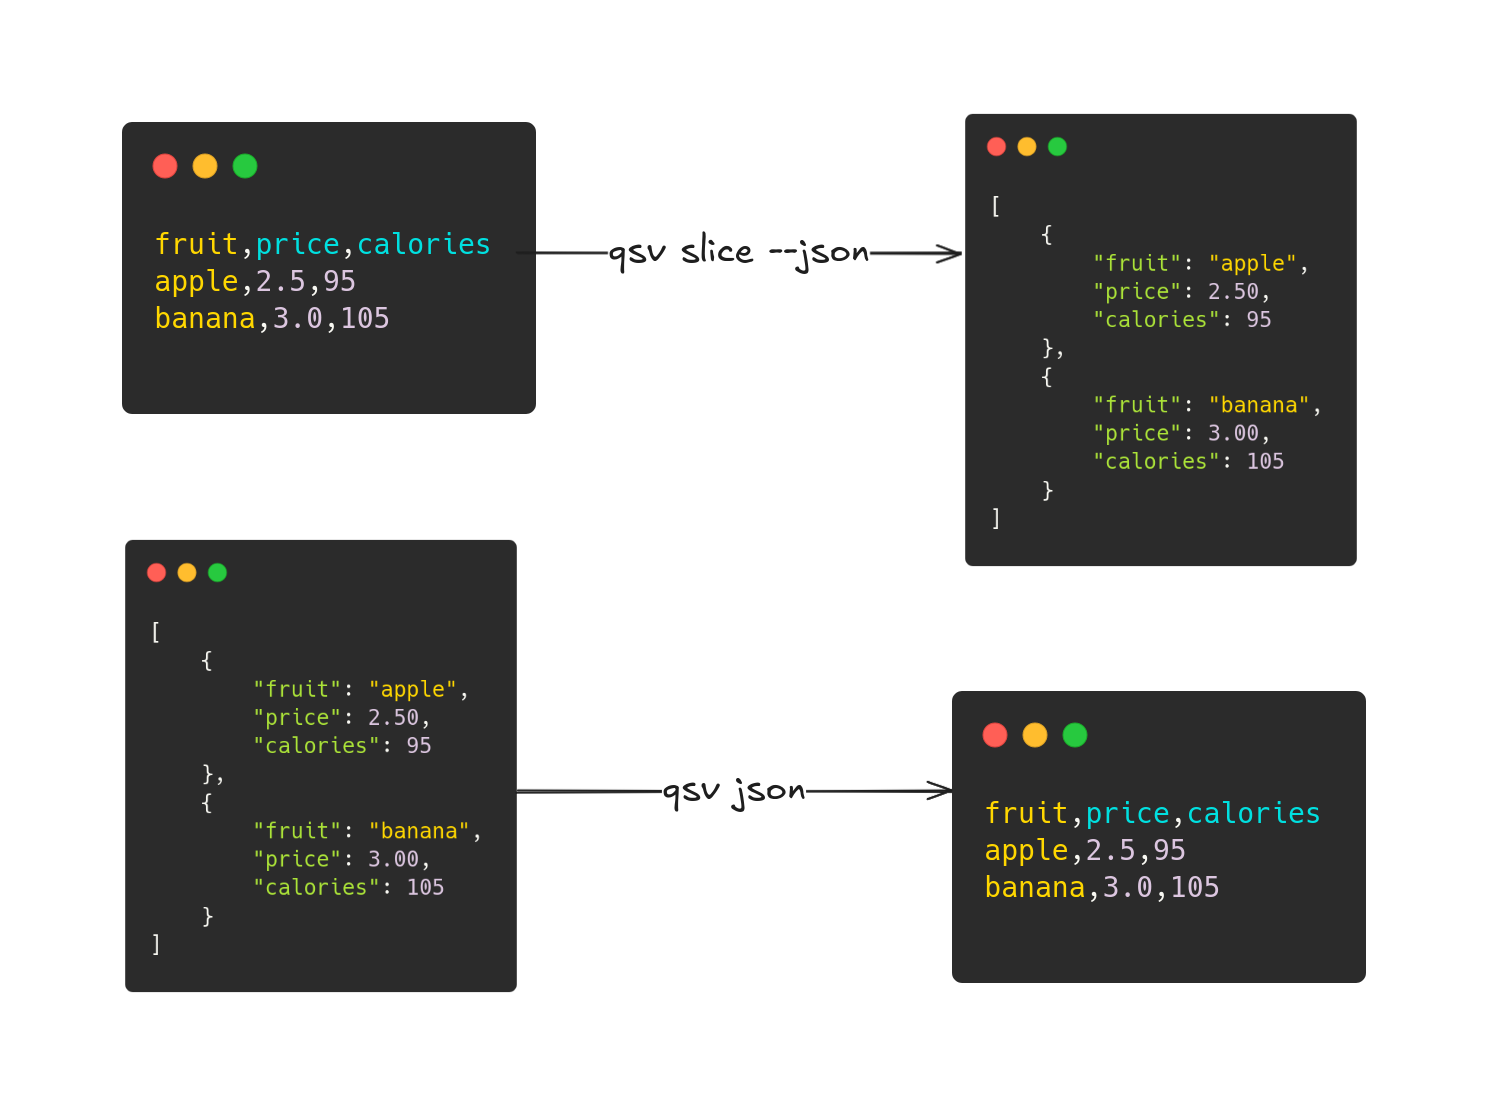 fruit,price,calories
apple,2.5,95
banana,3.0,105
qsv slice --json
[
    {
        "fruit": "apple",
        "price": 2.50,
        "calories": 95
    },
    {
        "fruit": "banana",
        "price": 3.00,
        "calories": 105
    }
]
[
    {
        "fruit": "apple",
        "price": 2.50,
        "calories": 95
    },
    {
        "fruit": "banana",
        "price": 3.00,
        "calories": 105
    }
]
qsv json
fruit,price,calories
apple,2.5,95
banana,3.0,105